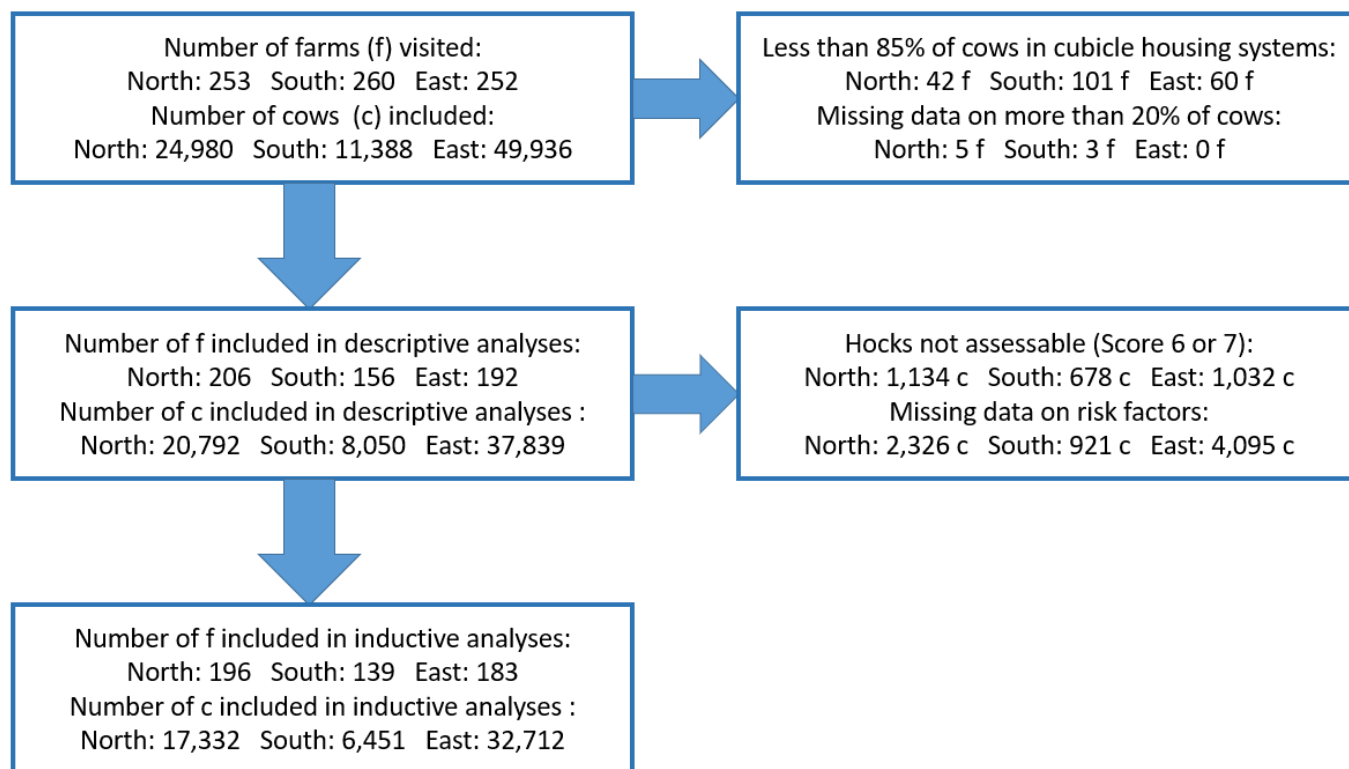 Number of farms (f) visited:
North: 253 South: 260 East: 252
Number of cows (c) included:
North: 24,980 South: 11,388 East: 49,936
Less than 85% of cows in cubicle housing systems:
North: 42 f South: 101 f East: 60 f
Missing data on more than 20% of cows:
North: 5 f South: 3 f East: 0 f
Number of f included in descriptive analyses:
North: 206 South: 156 East: 192
Number of c included in descriptive analyses :
North: 20,792 South: 8,050 East: 37,839
Hocks not assessable (Score 6 or 7):
North: 1,134 c South: 678 c East: 1,032 c
Missing data on risk factors:
North: 2,326 c South: 921 c East: 4,095 c
Number of f included in inductive analyses:
North: 196 South: 139 East: 183
Number of c included in inductive analyses :
North: 17,332 South: 6,451 East: 32,712